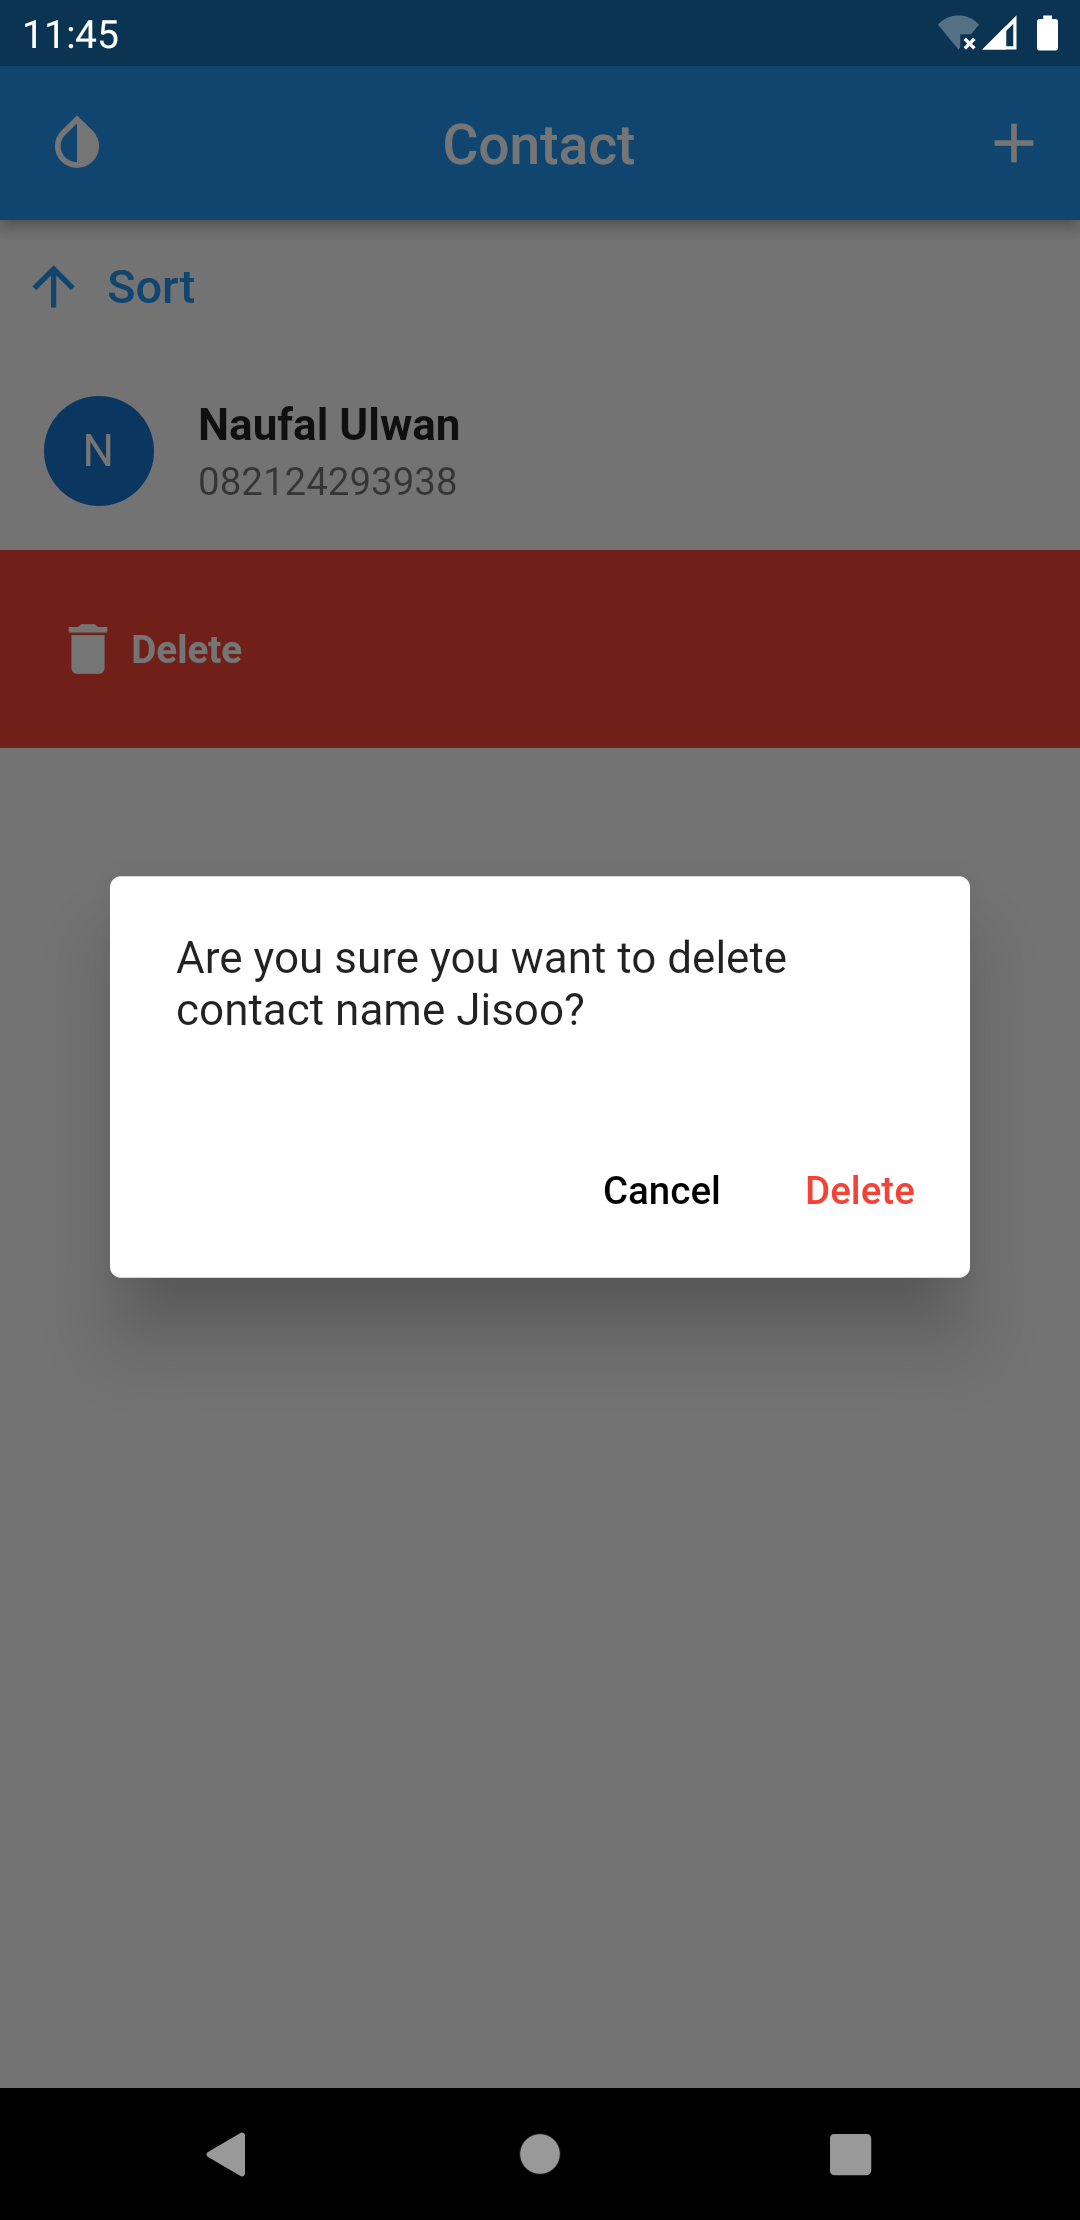 11:45
Contact
Sort
N
Naufal Ulwan
082124293938
Delete
Are you sure you want to delete
contact name Jisoo?
Cancel Delete